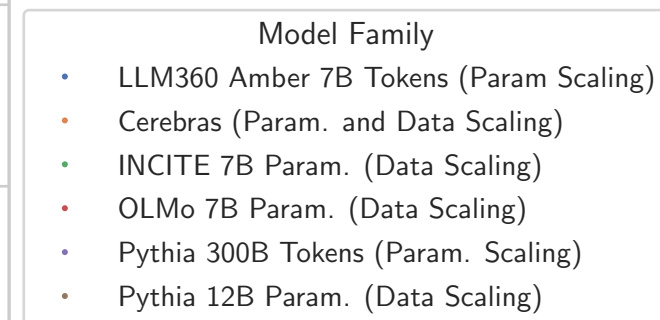 Model Family
LLM360 Amber 7B Tokens (Param Scaling)
Cerebras (Param. and Data Scaling)
INCITE 7B Param. (Data Scaling)
OLMo 7B Param. (Data Scaling)
Pythia 300B Tokens (Param. Scaling)
Pythia 12B Param. (Data Scaling)